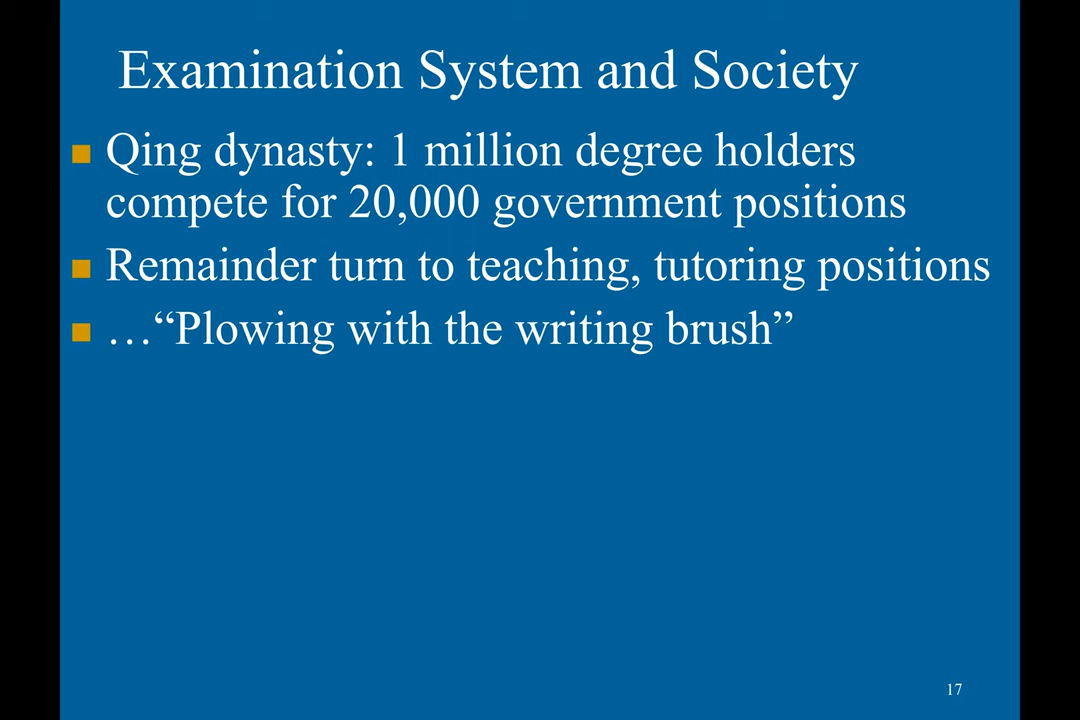 Examination System and Society
Qing dynasty: 1 million degree holders
compete for 20,000 government positions
Remainder turn to teaching, tutoring positions
…“Plowing with the writing brush”
17